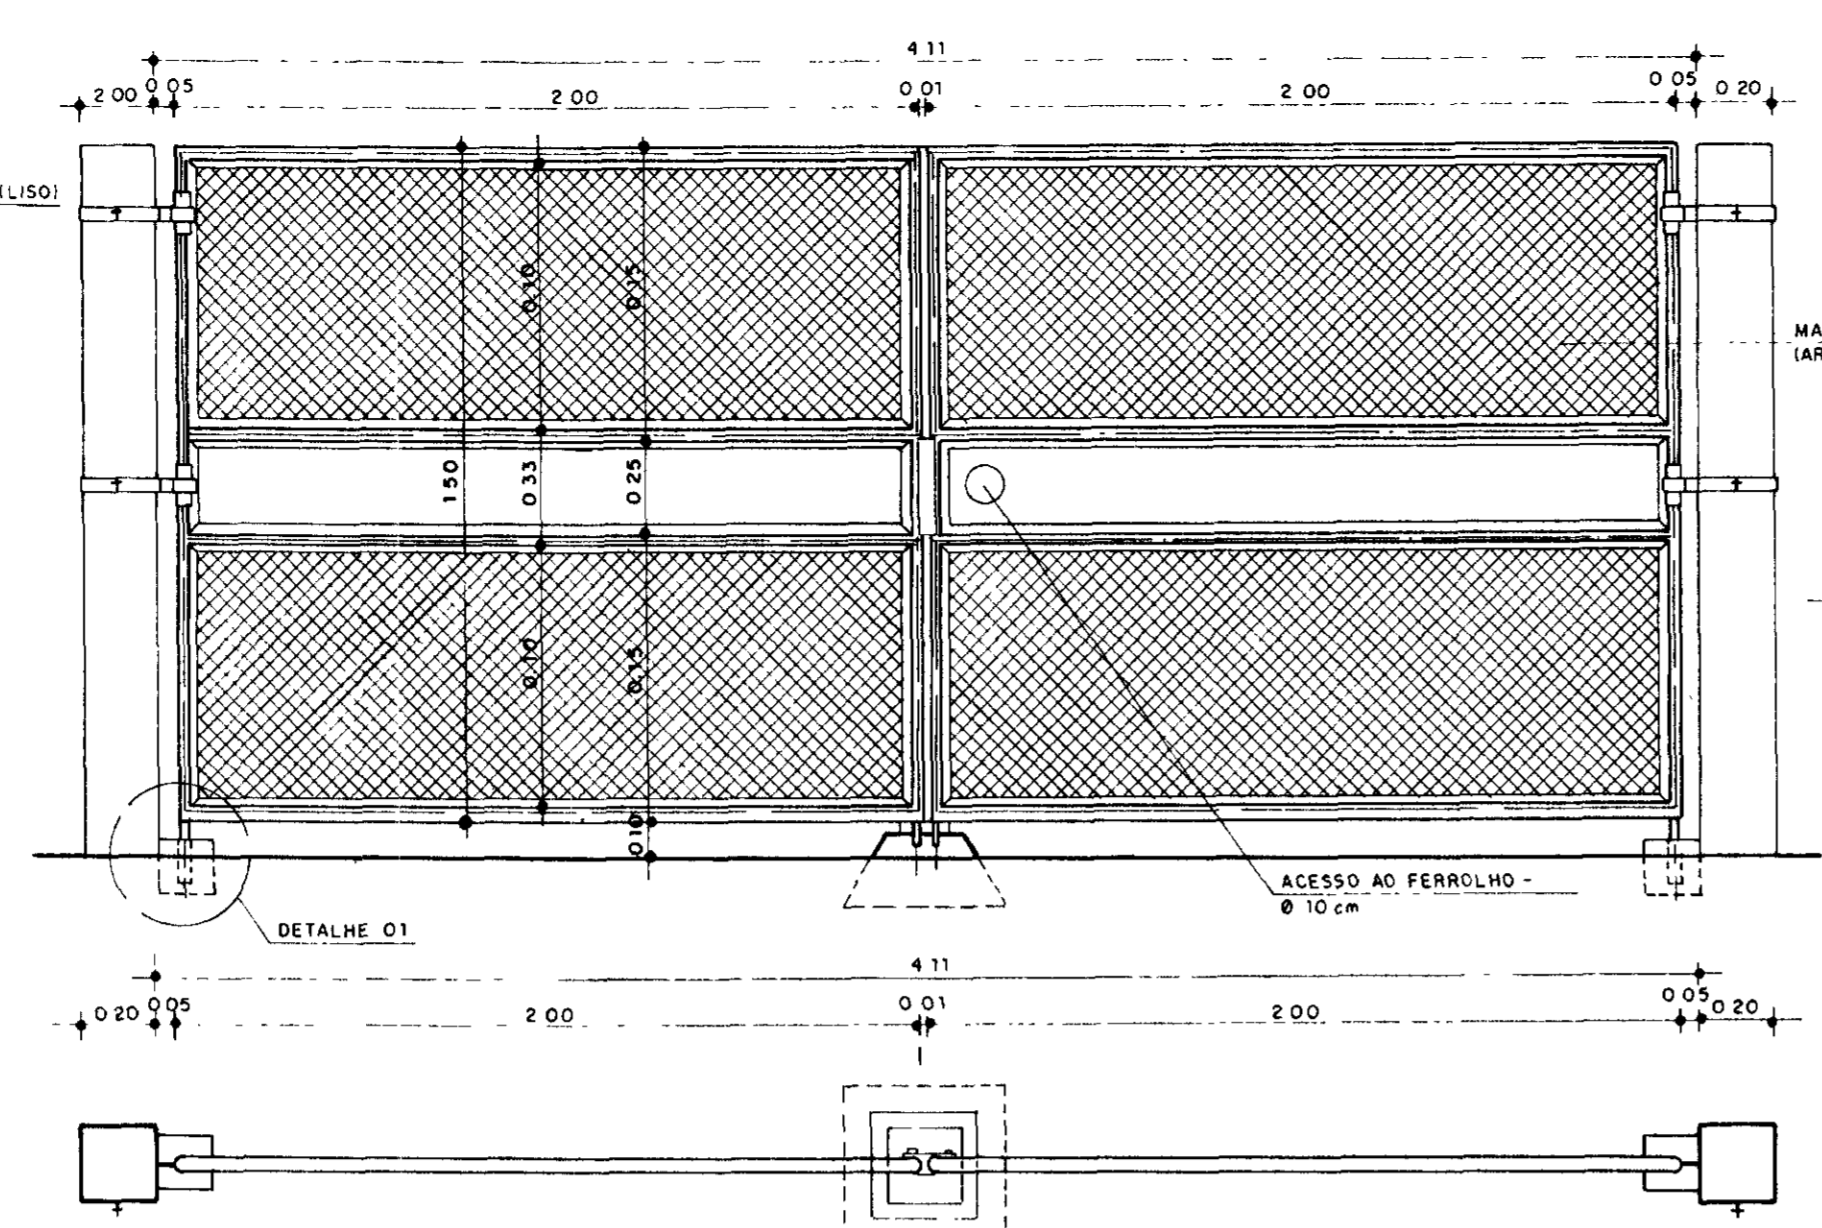 4 11
2 00 0 05 2 00 0 01 2 00 0 05 0 20
(LISO)
0,10 0,15
MA
(AR
1 50 0 33 0 25
0,10 0,15
0 10
ACESSO AO FERROLHO -
Ø 10 cm
DETALHE 01
4 11
0 20 0 05 2 00 0 01 2 00 0 05 0 20